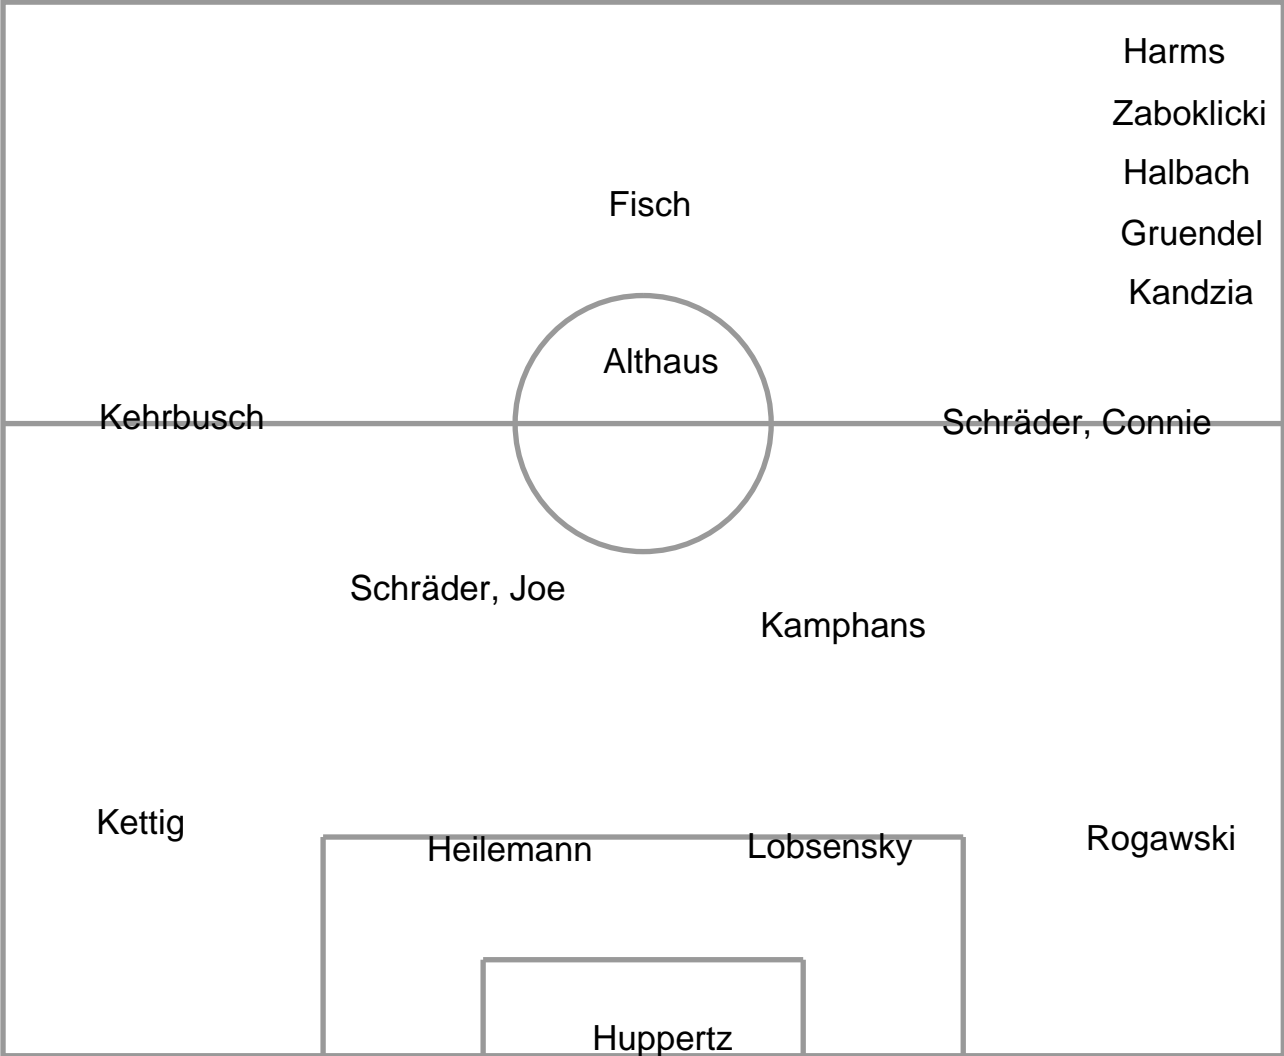 Harms
Zaboklicki
Halbach
Fisch
Gruendel
Kandzia
Althaus
Kehrbusch
Schräder, Connie
Schräder, Joe
Kamphans
Kettig
Heilemann
Lobsensky
Rogawski
Huppertz